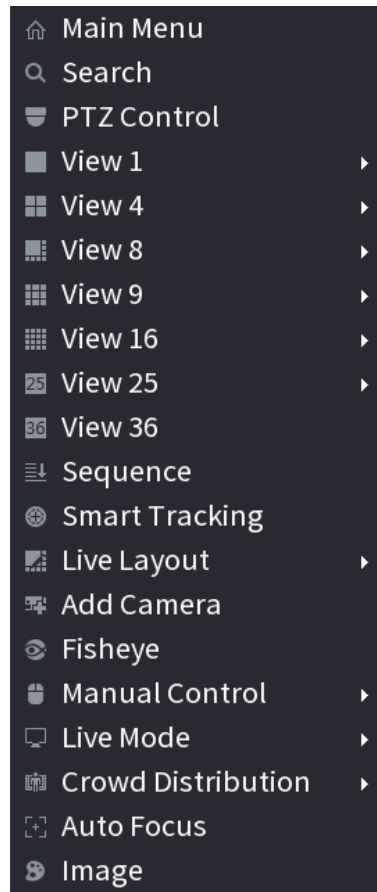 Main Menu
Search
PTZ Control
View 1
View 4
View 8
View 9
View 16
25 View 25
36 View 36
Sequence
Smart Tracking
Live Layout
Add Camera
Fisheye
Manual Control
Live Mode
Crowd Distribution
Auto Focus
Image